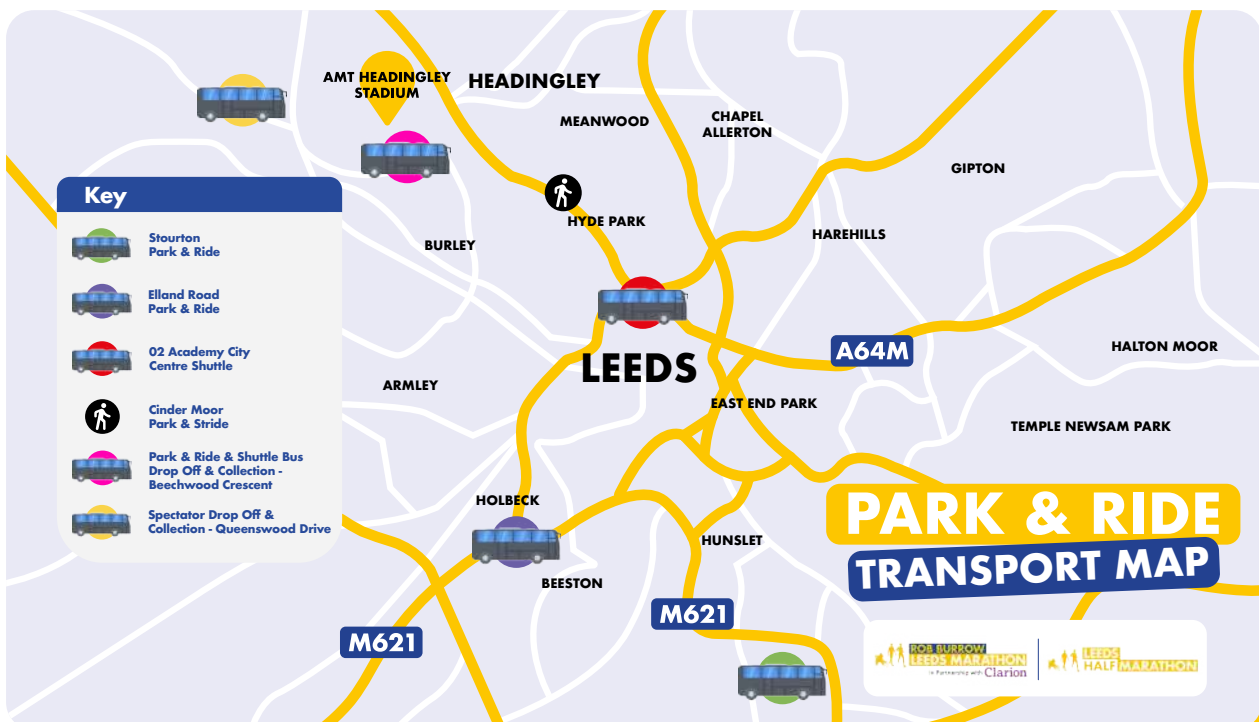 AMT HEADINGLEY
STADIUM
HEADINGLEY
MEANWOOD
CHAPEL
ALLERTON
GIPTON
HYDE PARK
HAREHILLS
BURLEY
Key
Stourton
Park & Ride
Elland Road
Park & Ride
02 Academy City
Centre Shuttle
Cinder Moor
Park & Stride
Park & Ride & Shuttle Bus
Drop Off & Collection -
Beechwood Crescent
Spectator Drop Off &
Collection - Queenswood Drive
A64M
HALTON MOOR
LEEDS
ARMLEY
EAST END PARK
TEMPLE NEWSAM PARK
HOLBECK
HUNSLET
BEESTON
M621
M621
PARK & RIDE
TRANSPORT MAP
ROB BURROW
LEEDS MARATHON
in Partnership with Clarion
LEEDS
HALF MARATHON